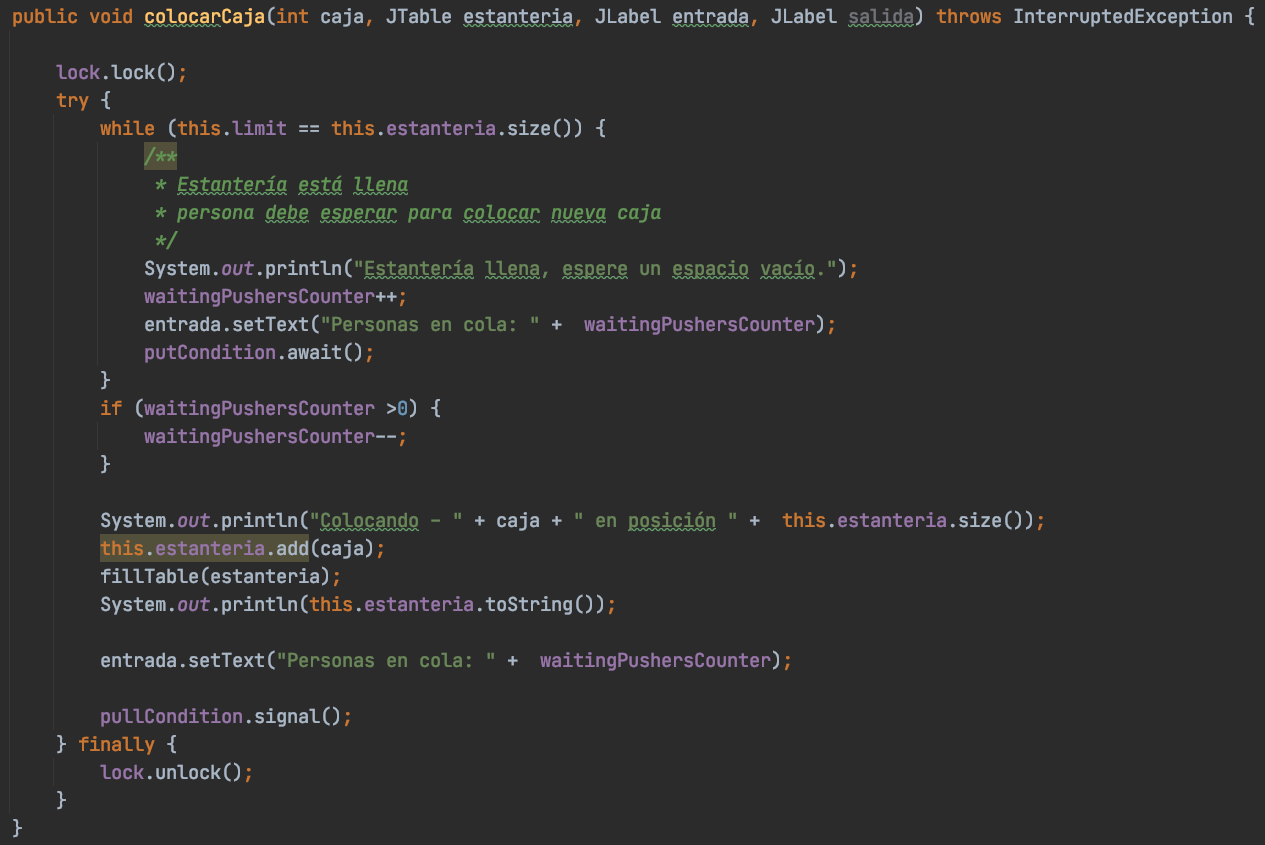 public void colocarCaja(int caja, JTable estanteria, JLabel entrada, JLabel salida) throws InterruptedException {
lock.lock();
try {
while (this.limit == this.estanteria.size()) {
/**
* Estantería está llena
* persona debe esperar para colocar nueva caja
*/
System.out.println("Estantería llena, espere un espacio vacío.");
waitingPushersCounter++;
entrada.setText("Personas en cola: " +  waitingPushersCounter);
putCondition.await();
}
if (waitingPushersCounter >0) {
waitingPushersCounter--;
}
System.out.println("Colocando - " + caja + " en posición " +  this.estanteria.size());
this.estanteria.add(caja);
fillTable(estanteria);
System.out.println(this.estanteria.toString());
entrada.setText("Personas en cola: " +  waitingPushersCounter);
pullCondition.signal();
} finally {
lock.unlock();
}
}